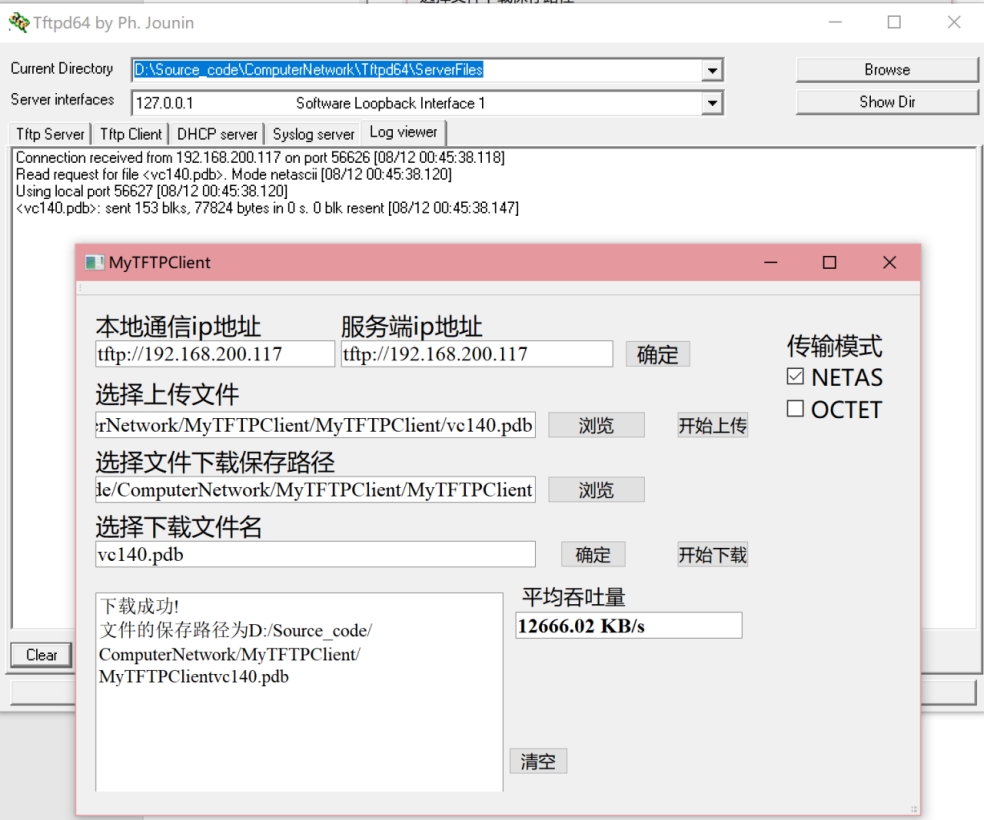 Tftpd64 by Ph. Jounin
Current Directory D:\Source_code\ComputerNetwork\Tftpd64\ServerFiles Browse
Server interfaces 127.0.0.1 Software Loopback Interface 1 Show Dir
Tftp Server Tftp Client DHCP server Syslog server Log viewer
Connection received from 192.168.200.117 on port 56626 [08/12 00:45:38.118]
Read request for file <vc140.pdb>. Mode netascii [08/12 00:45:38.120]
Using local port 56627 [08/12 00:45:38.120]
<vc140.pdb>: sent 153 blks, 77824 bytes in 0 s. 0 blk resent [08/12 00:45:38.147]
MyTFTPClient
本地通信ip地址 服务端ip地址
tftp://192.168.200.117 tftp://192.168.200.117 确定
传输模式
NETAS
OCTET
选择上传文件
rNetwork/MyTFTPClient/MyTFTPClient/vc140.pdb 浏览 开始上传
选择文件下载保存路径
de/ComputerNetwork/MyTFTPClient/MyTFTPClient 浏览
选择下载文件名
vc140.pdb 确定 开始下载
下载成功!
文件的保存路径为D:/Source_code/
ComputerNetwork/MyTFTPClient/
MyTFTPClientvc140.pdb
平均吞吐量
12666.02 KB/s
清空
Clear